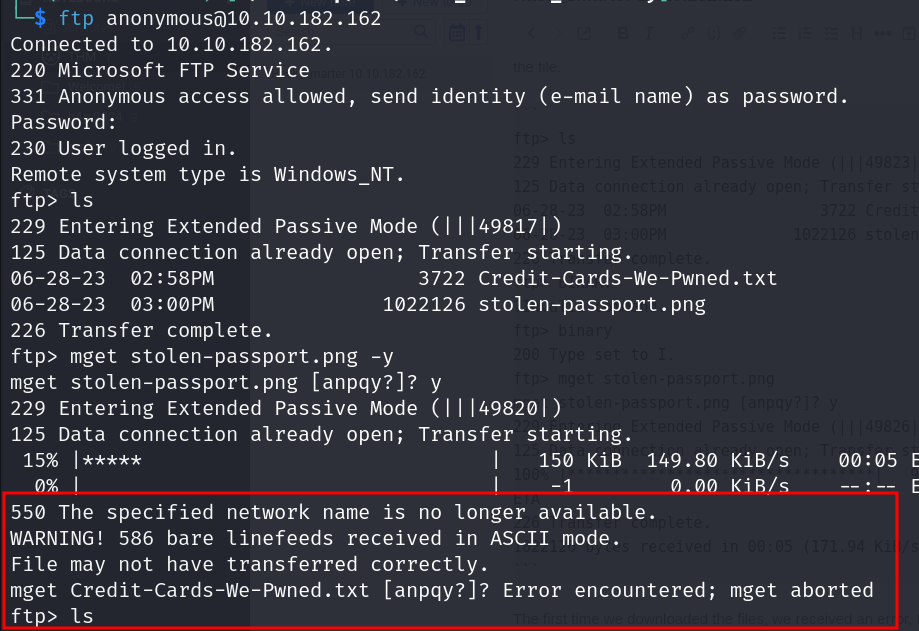 └─$ ftp anonymous@10.10.182.162
Connected to 10.10.182.162.
220 Microsoft FTP Service
331 Anonymous access allowed, send identity (e-mail name) as password.
Password:
230 User logged in.
Remote system type is Windows_NT.
ftp> ls
229 Entering Extended Passive Mode (|||49817|)
125 Data connection already open; Transfer starting.
06-28-23  02:58PM                 3722 Credit-Cards-We-Pwned.txt
06-28-23  03:00PM              1022126 stolen-passport.png
226 Transfer complete.
ftp> mget stolen-passport.png -y
mget stolen-passport.png [anpqy?]? y
229 Entering Extended Passive Mode (|||49820|)
125 Data connection already open; Transfer starting.
 15% |*****                             |   150 KiB  149.80 KiB/s    00:05 E
  0% |                                  |    -1        0.00 KiB/s    --:-- E
550 The specified network name is no longer available.
WARNING! 586 bare linefeeds received in ASCII mode.
File may not have transferred correctly.
mget Credit-Cards-We-Pwned.txt [anpqy?]? Error encountered; mget aborted
ftp> ls
the file.
ftp> ls
229 Entering Extended Passive Mode (|||49823|
125 Data connection already open; Transfer st
06-28-23  02:58PM                 3722 Credit
06-28-23  03:00PM              1022126 stolen
complete.
ftp> binary
200 Type set to I.
ftp> mget stolen-passport.png
stolen-passport.png [anpqy?]? y
229 Entering Extended Passive Mode (|||49826|
125 Data connection already open; Transfer st
100%
ETA
226 Transfer complete.
1022126 bytes received in 00:05 (171.94 KiB/s
```
The first time we downloaded the files, we received an